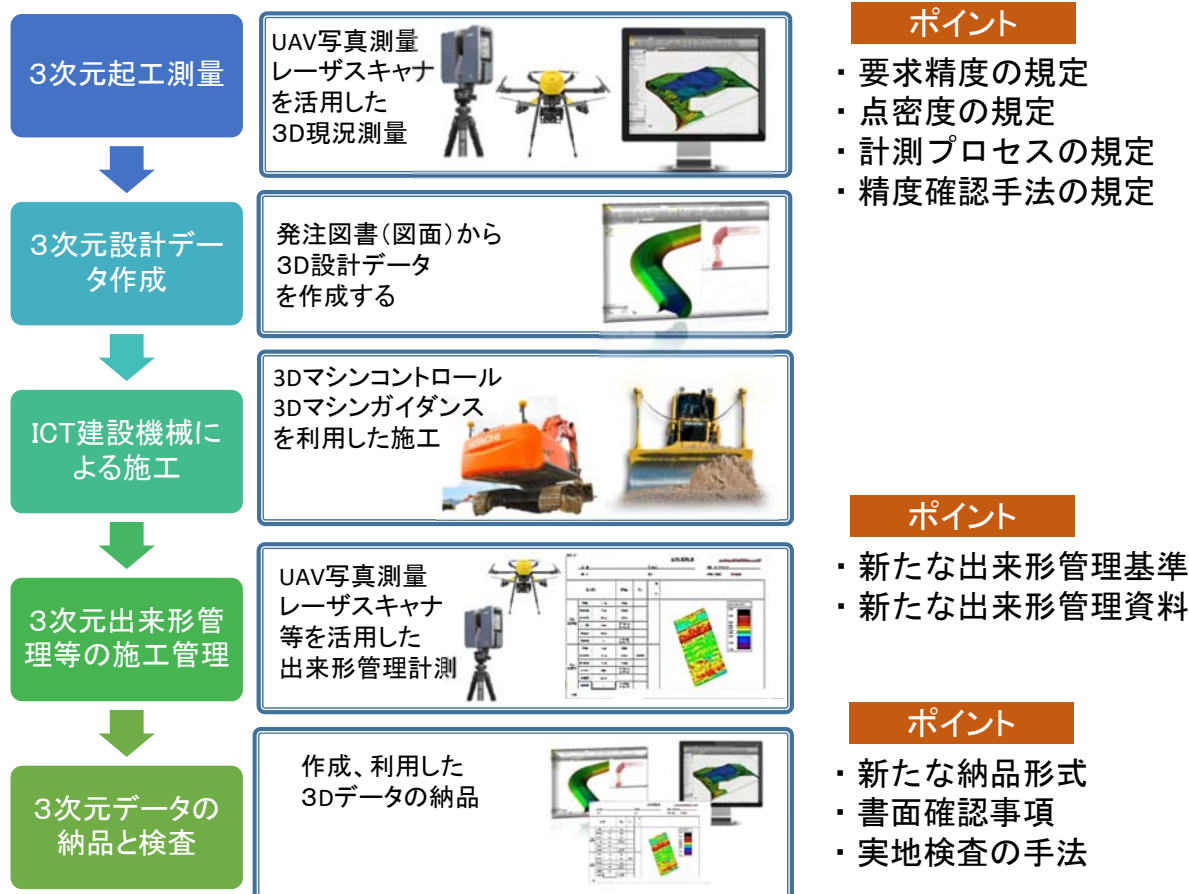 3次元起工測量
UAV写真測量
レーザスキャナ
を活用した
3D現況測量
ポイント
・要求精度の規定
・点密度の規定
・計測プロセスの規定
・精度確認手法の規定
3次元設計デー
タ作成
発注図書(図面)から
3D設計データ
を作成する
ICT建設機械に
よる施工
3Dマシンコントロール
3Dマシンガイダンス
を利用した施工
HITACHI
3次元出来形管
理等の施工管理
UAV写真測量
レーザスキャナ
等を活用した
出来形管理計測
ポイント
・新たな出来形管理基準
・新たな出来形管理資料
3次元データの
納品と検査
作成、利用した
3Dデータの納品
ポイント
・新たな納品形式
・書面確認事項
・実地検査の手法